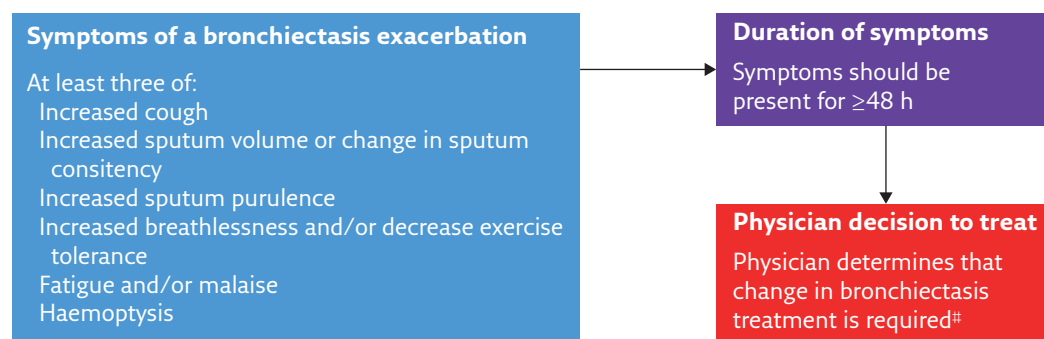 Symptoms of a bronchiectasis exacerbation
At least three of:
Increased cough
Increased sputum volume or change in sputum
consitency
Increased sputum purulence
Increased breathlessness and/or decrease exercise
tolerance
Fatigue and/or malaise
Haemoptysis
Duration of symptoms
Symptoms should be
present for ≥48 h
Physician decision to treat
Physician determines that
change in bronchiectasis
treatment is required‡